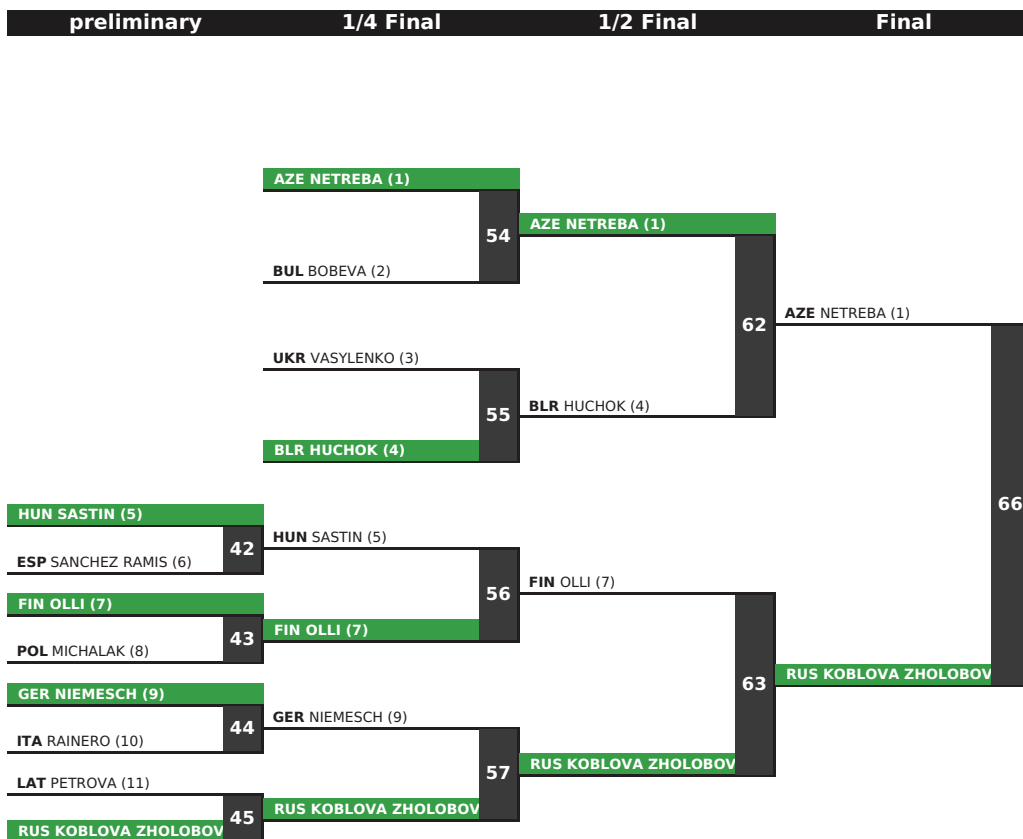 preliminary 1/4 Final 1/2 Final Final
AZE NETREBA (1)
54
AZE NETREBA (1)
BUL BOBEVA (2)
62
AZE NETREBA (1)
UKR VASYLENKO (3)
55
BLR HUCHOK (4)
BLR HUCHOK (4)
66
HUN SASTIN (5)
42
HUN SASTIN (5)
ESP SANCHEZ RAMIS (6)
56
FIN OLLI (7)
FIN OLLI (7)
43
FIN OLLI (7)
POL MICHALAK (8)
63
RUS KOBLOVA ZHOLOBOV
GER NIEMESCH (9)
44
GER NIEMESCH (9)
ITA RAINERO (10)
57
RUS KOBLOVA ZHOLOBOV
LAT PETROVA (11)
45
RUS KOBLOVA ZHOLOBOV
RUS KOBLOVA ZHOLOBOV